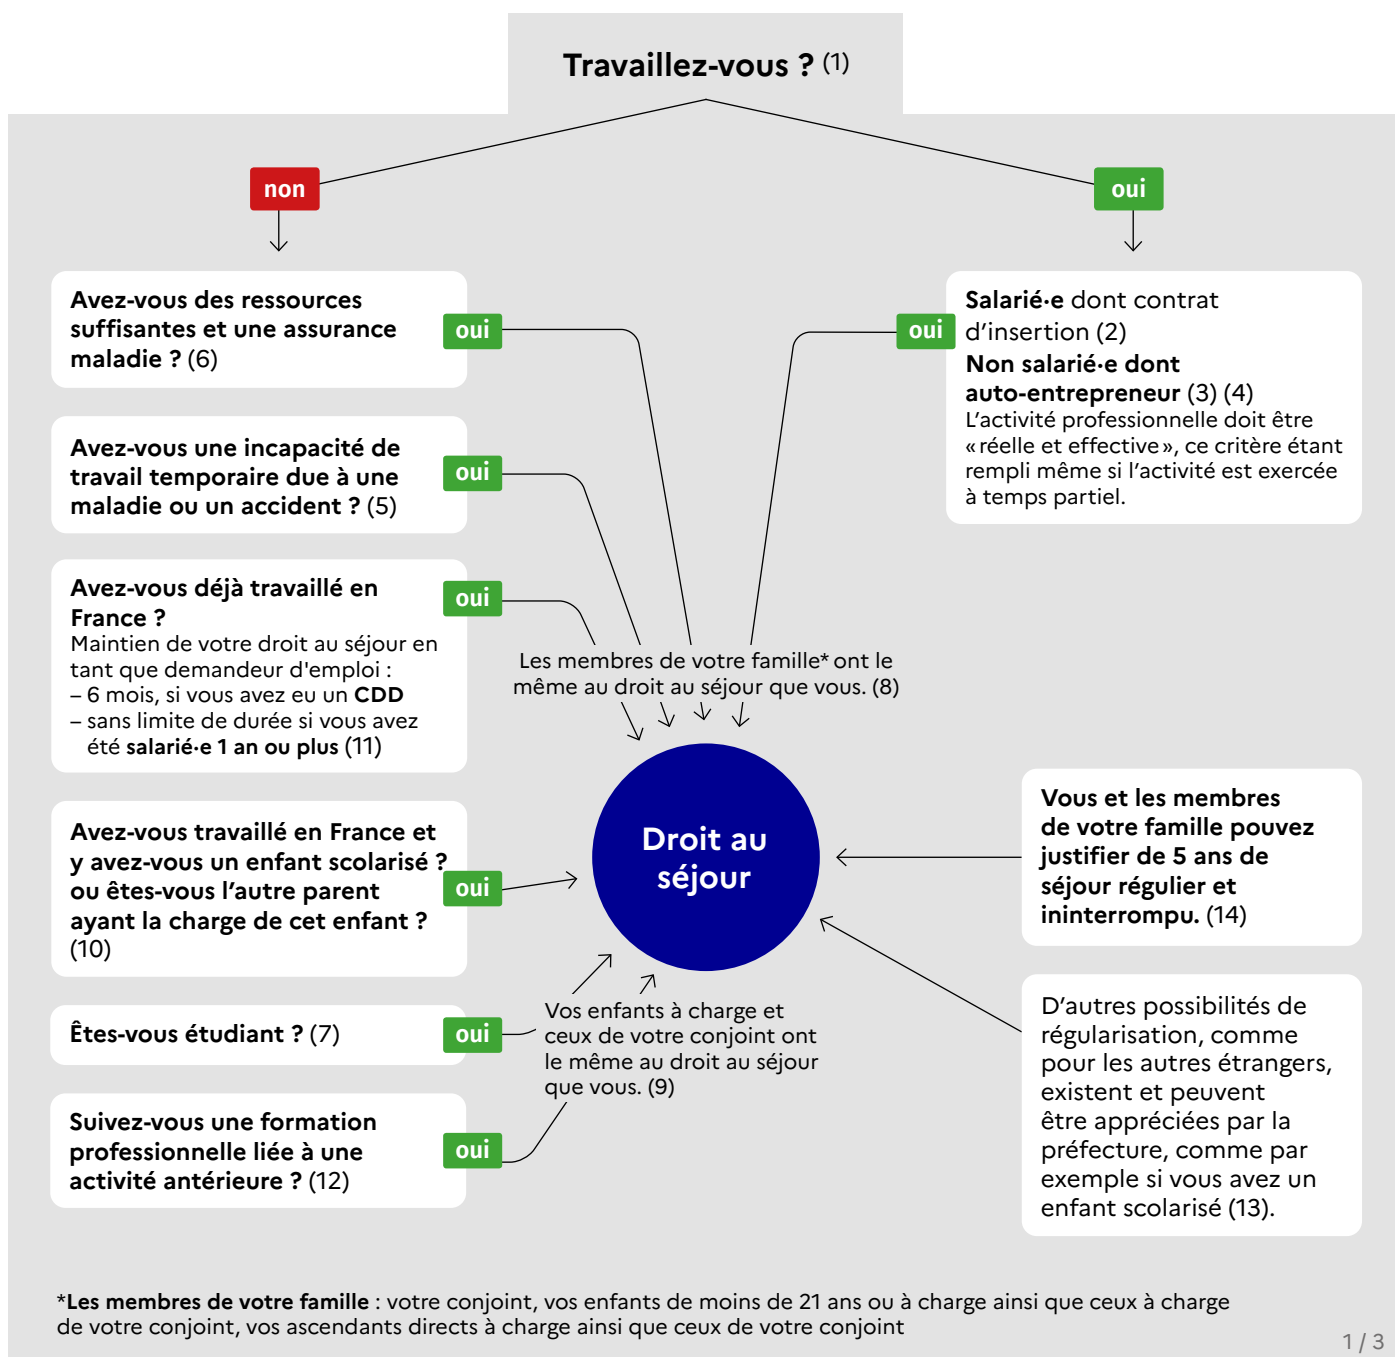 Travaillez-vous ? (1)
non
oui
Avez-vous des ressources
suffisantes et une assurance
maladie ? (6)
oui
Avez-vous une incapacité de
travail temporaire due à une
maladie ou un accident ? (5)
oui
Avez-vous déjà travaillé en
France ?
Maintien de votre droit au séjour en
tant que demandeur d'emploi :
– 6 mois, si vous avez eu un CDD
– sans limite de durée si vous avez
été salarié·e 1 an ou plus (11)
oui
Avez-vous travaillé en France et
y avez-vous un enfant scolarisé ?
ou êtes-vous l’autre parent
ayant la charge de cet enfant ?
(10)
oui
Êtes-vous étudiant ? (7)
oui
Suivez-vous une formation
professionnelle liée à une
activité antérieure ? (12)
oui
oui
Salarié·e dont contrat
d’insertion (2)
Non salarié·e dont
auto-entrepreneur (3) (4)
L’activité professionnelle doit être
« réelle et effective », ce critère étant
rempli même si l’activité est exercée
à temps partiel.
Les membres de votre famille* ont le
même au droit au séjour que vous. (8)
Droit au
séjour
Vos enfants à charge et
ceux de votre conjoint ont
le même au droit au séjour
que vous. (9)
Vous et les membres
de votre famille pouvez
justifier de 5 ans de
séjour régulier et
ininterrompu. (14)
D’autres possibilités de
régularisation, comme
pour les autres étrangers,
existent et peuvent
être appréciées par la
préfecture, comme par
exemple si vous avez un
enfant scolarisé (13).
*Les membres de votre famille : votre conjoint, vos enfants de moins de 21 ans ou à charge ainsi que ceux à charge
de votre conjoint, vos ascendants directs à charge ainsi que ceux de votre conjoint
1 / 3